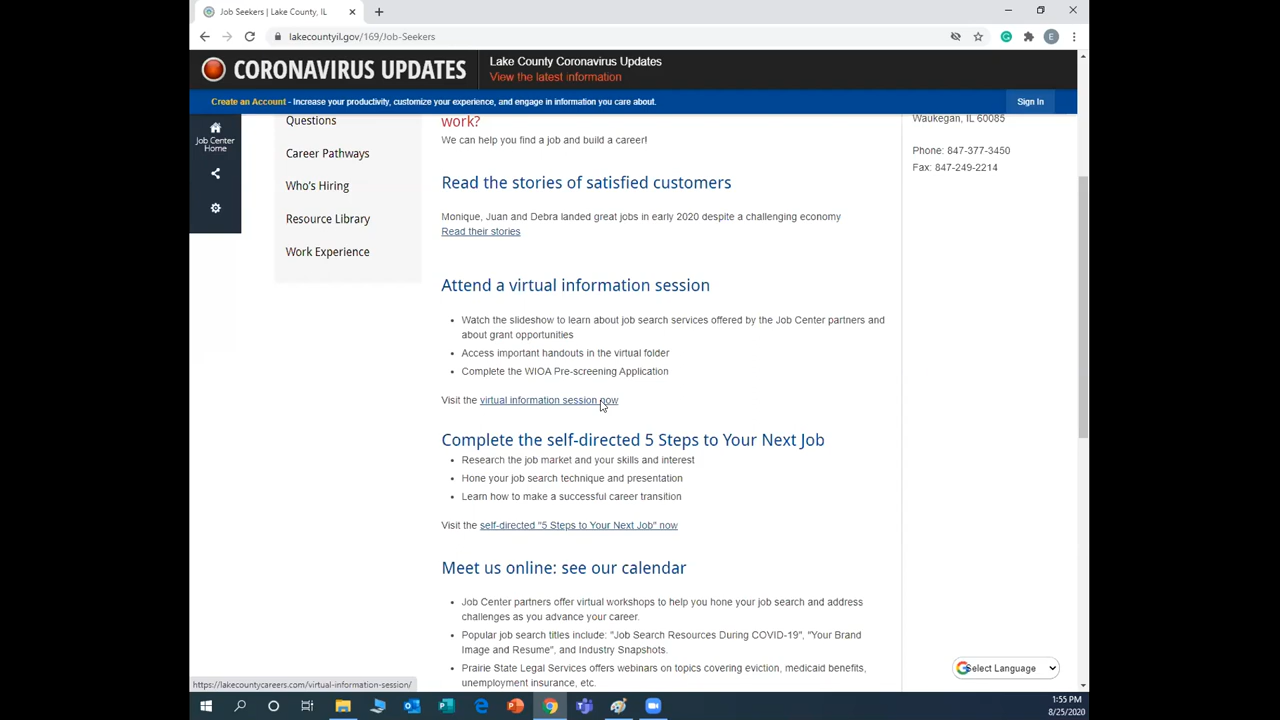 Job Seekers | Lake County, IL
lakecountyil.gov/169/Job-Seekers
E
CORONAVIRUS UPDATES
Lake County Coronavirus Updates
View the latest information
Create an Account - Increase your productivity, customize your experience, and engage in information you care about.
Sign In
Job Center
Home
Questions
Career Pathways
Who's Hiring
Resource Library
Work Experience
work?
We can help you find a job and build a career!
Read the stories of satisfied customers
Monique, Juan and Debra landed great jobs in early 2020 despite a challenging economy
Read their stories
Attend a virtual information session
Watch the slideshow to learn about job search services offered by the Job Center partners and
about grant opportunities
Access important handouts in the virtual folder
Complete the WIOA Pre-screening Application
Visit the virtual information session now
Complete the self-directed 5 Steps to Your Next Job
Research the job market and your skills and interest
Hone your job search technique and presentation
Learn how to make a successful career transition
Visit the self-directed "5 Steps to Your Next Job" now
Meet us online: see our calendar
Job Center partners offer virtual workshops to help you hone your job search and address
challenges as you advance your career.
Popular job search titles include: "Job Search Resources During COVID-19", "Your Brand
Image and Resume", and Industry Snapshots.
Prairie State Legal Services offers webinars on topics covering eviction, medicaid benefits,
unemployment insurance, etc.
Waukegan, IL 60085
Phone: 847-377-3450
Fax: 847-249-2214
Select Language
https://lakecountycareers.com/virtual-information-session/
1:55 PM
8/25/2020